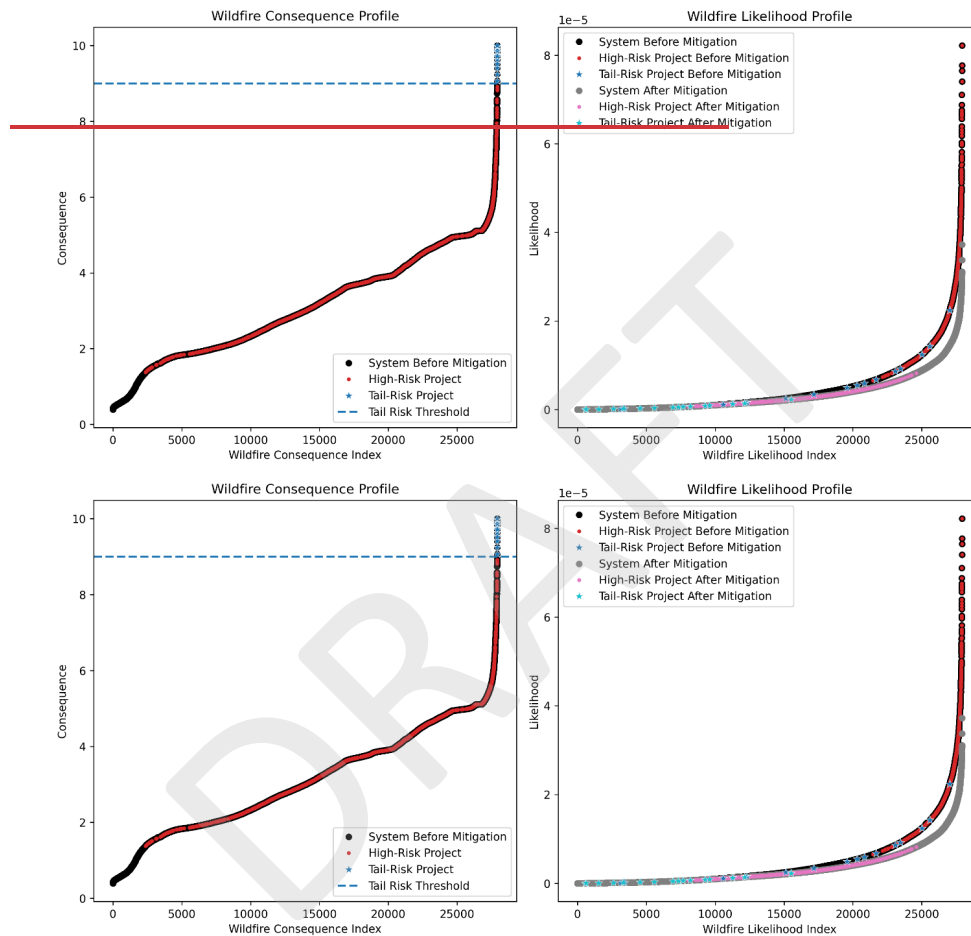 Wildfire Consequence Profile
10
8
6
4
2
0
Consequence
System Before Mitigation
High-Risk Project
Tail-Risk Project
Tail Risk Threshold
0 5000 10000 15000 20000 25000
Wildfire Consequence Index
Wildfire Likelihood Profile
1e−5
8
6
4
2
0
Likelihood
System Before Mitigation
High-Risk Project Before Mitigation
Tail-Risk Project Before Mitigation
System After Mitigation
High-Risk Project After Mitigation
Tail-Risk Project After Mitigation
0 5000 10000 15000 20000 25000
Wildfire Likelihood Index
Wildfire Consequence Profile
10
8
6
4
2
0
Consequence
System Before Mitigation
High-Risk Project
Tail-Risk Project
Tail Risk Threshold
0 5000 10000 15000 20000 25000
Wildfire Consequence Index
Wildfire Likelihood Profile
1e−5
8
6
4
2
0
Likelihood
System Before Mitigation
High-Risk Project Before Mitigation
Tail-Risk Project Before Mitigation
System After Mitigation
High-Risk Project After Mitigation
Tail-Risk Project After Mitigation
0 5000 10000 15000 20000 25000
Wildfire Likelihood Index
DRAFT